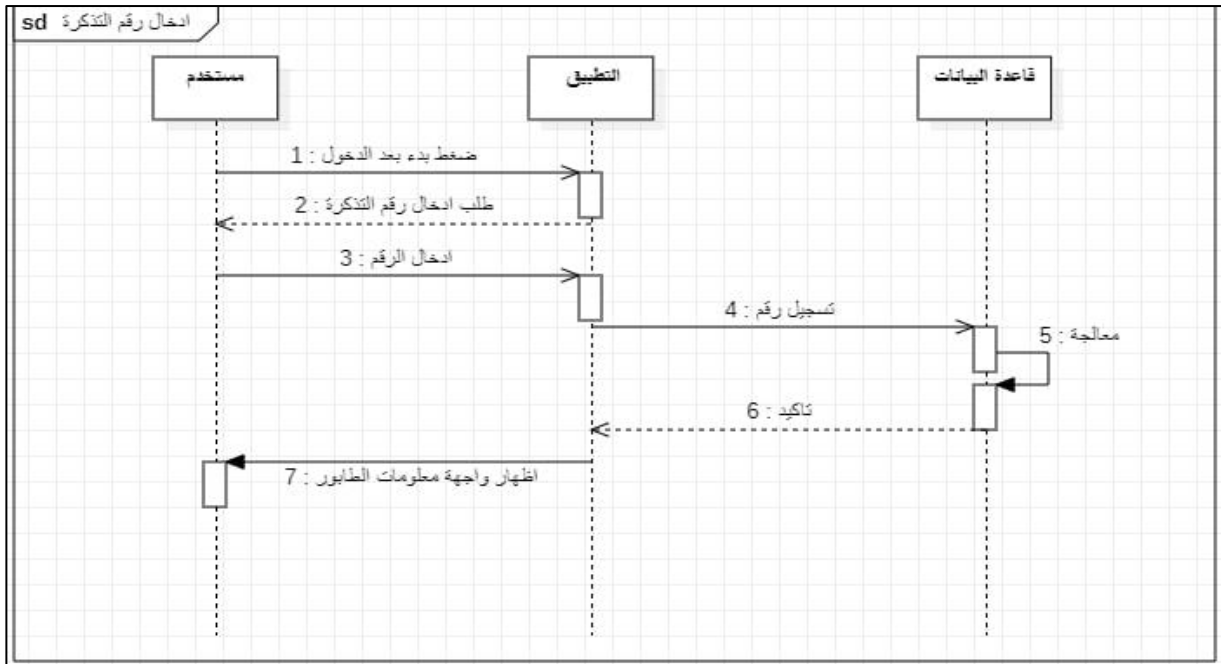 sd ادخال رقم التذكرة
مستخدم
التطبيق
قاعدة البيانات
1 : ضغط بدء بعد الدخول
2 : طلب ادخال رقم التذكرة
3 : ادخال الرقم
4 : تسجيل رقم
5 : معالجة
6 : تاكيد
7 : اظهار واجهة معلومات الطابور